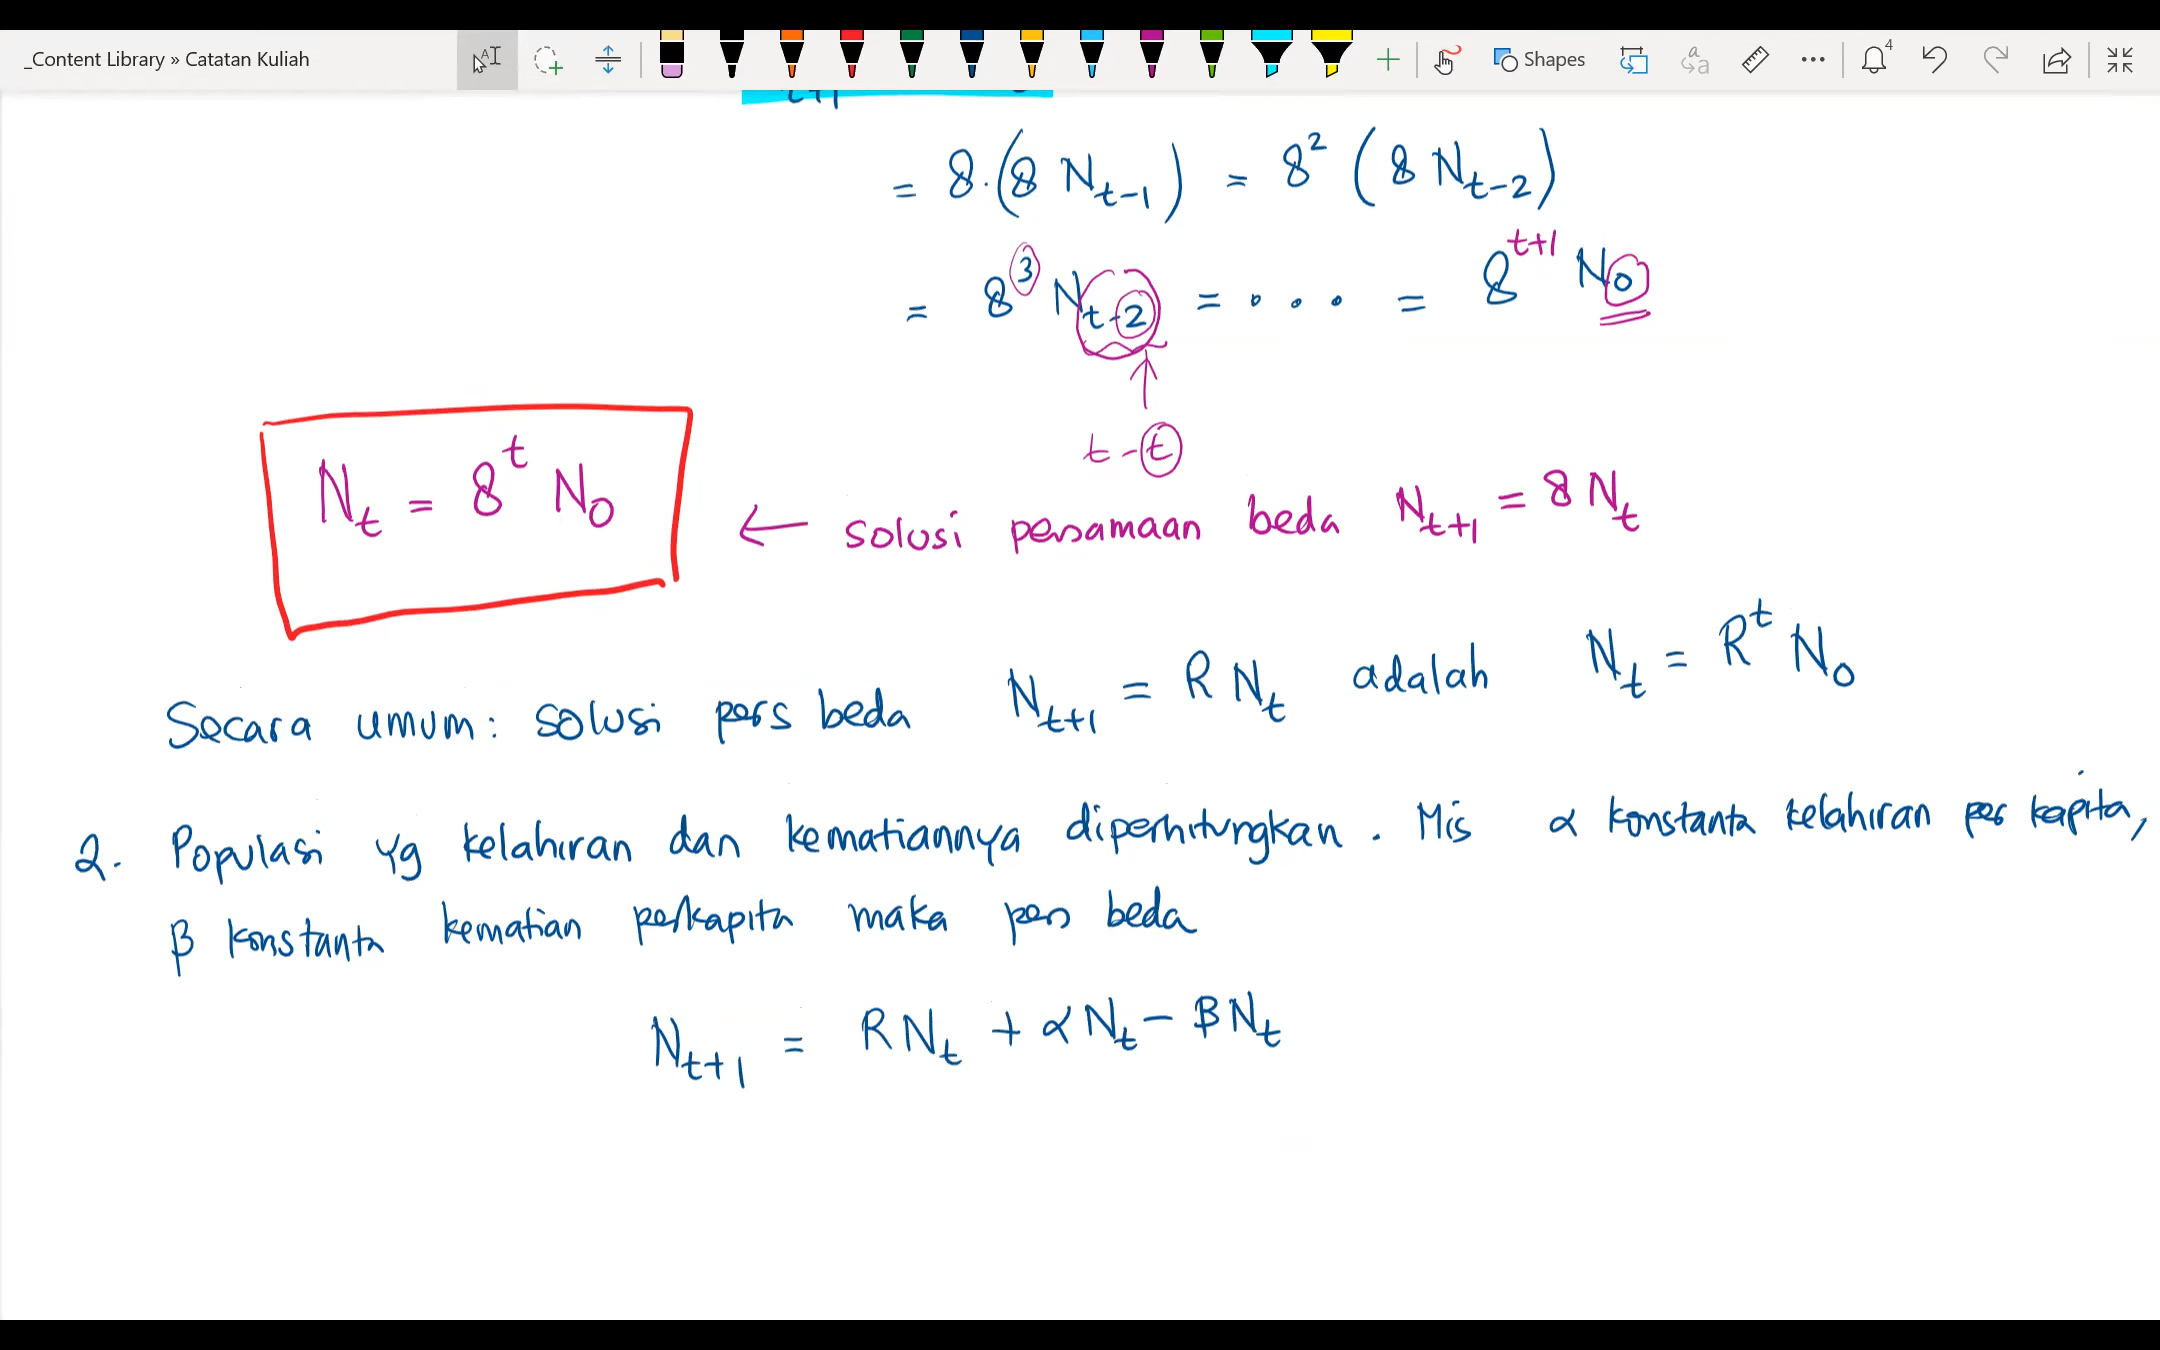 _Content Library » Catatan Kuliah
Shapes
4
t+1
= 8.(8 N_{t-1}) = 8² (8 N_{t-2})
= 8³ N_{t-2} = . . . = 8^{t+1} N_0
t - t
N_t = 8^t N_0
← solusi persamaan beda N_{t+1} = 8 N_t
Secara umum: solusi pers beda N_{t+1} = R N_t adalah N_t = R^t N_0
2. Populasi yg kelahiran dan kematiannya diperhitungkan. Mis α konstanta kelahiran per kapita,
β konstanta kematian perkapita maka pers beda
N_{t+1} = R N_t + α N_t - β N_t